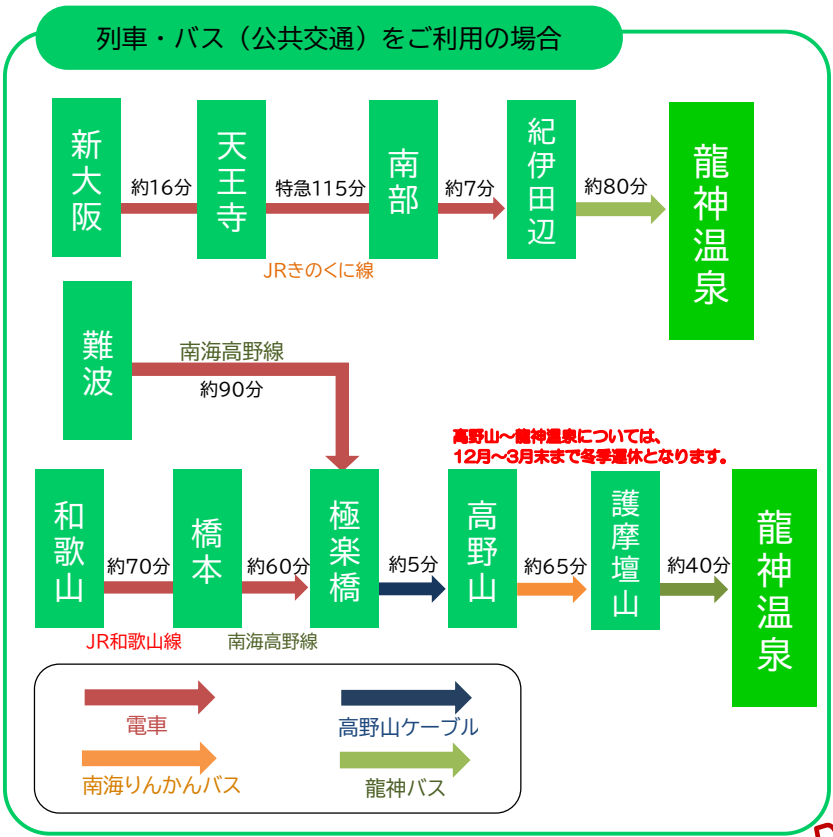 列車・バス（公共交通）をご利用の場合
新大阪
約16分
天王寺
特急115分
南部
約7分
紀伊田辺
約80分
龍神温泉
JRきのくに線
難波
南海高野線
約90分
高野山～龍神温泉については、
12月～3月末まで冬季運休となります。
和歌山
約70分
橋本
約60分
極楽橋
約5分
高野山
約65分
護摩壇山
約40分
龍神温泉
JR和歌山線
南海高野線
電車
高野山ケーブル
南海りんかんバス
龍神バス